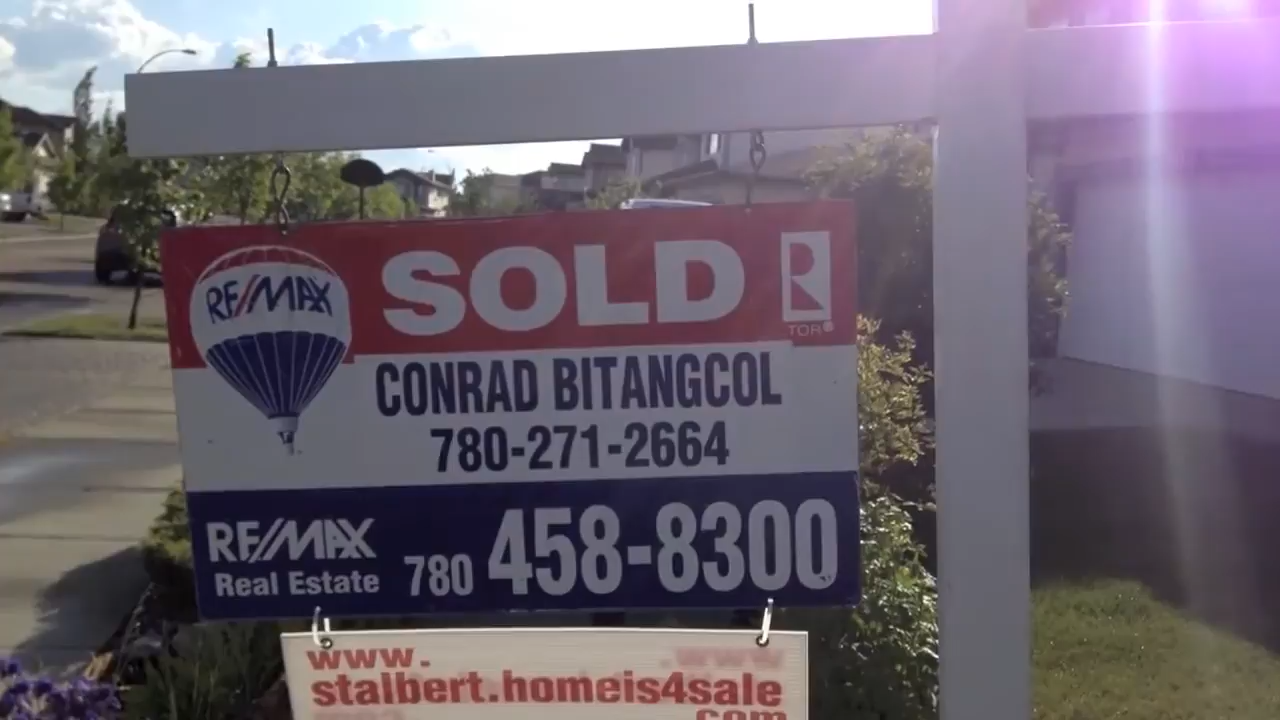 RE/MAX
SOLD
R
TOR®
CONRAD BITANGCOL
780-271-2664
RE/MAX
Real Estate
780 458-8300
www.
stalbert.homeis4sale
com